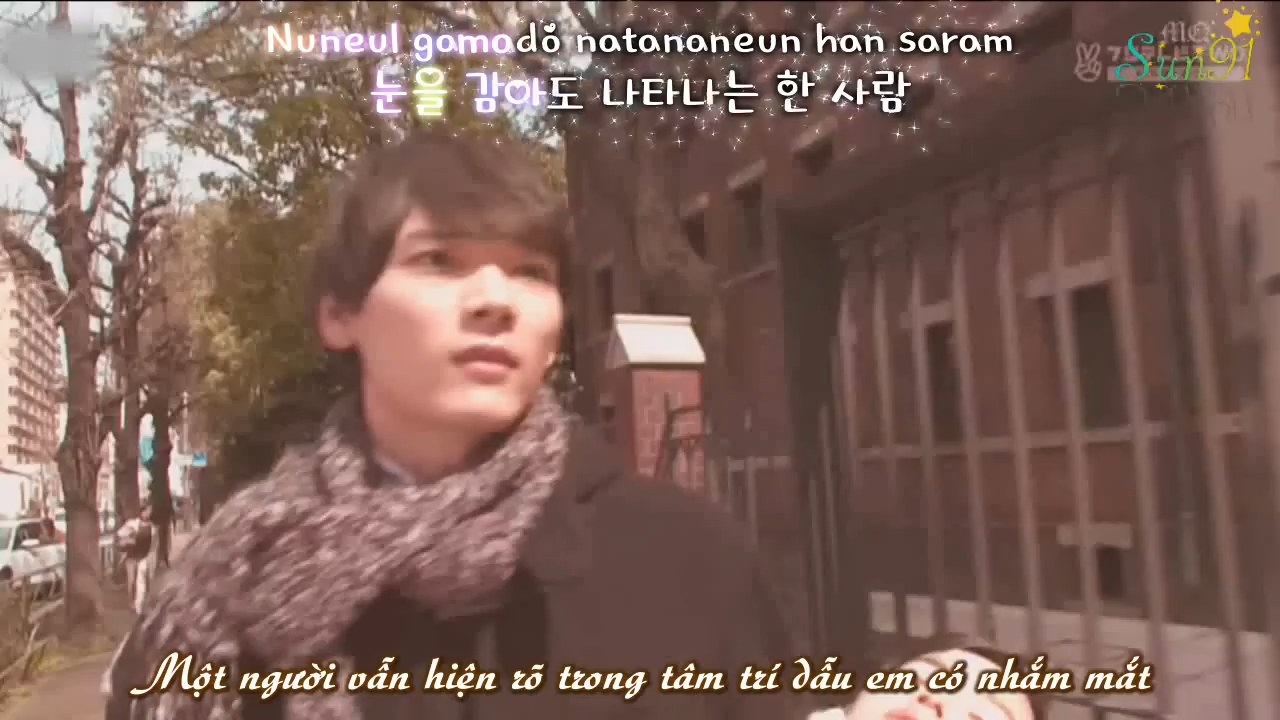 Nuneul gamado natananeun han saram
눈을 감아도 나타나는 한 사람
Sun91
Một người vẫn hiện rõ trong tâm trí dẫu em có nhắm mắt